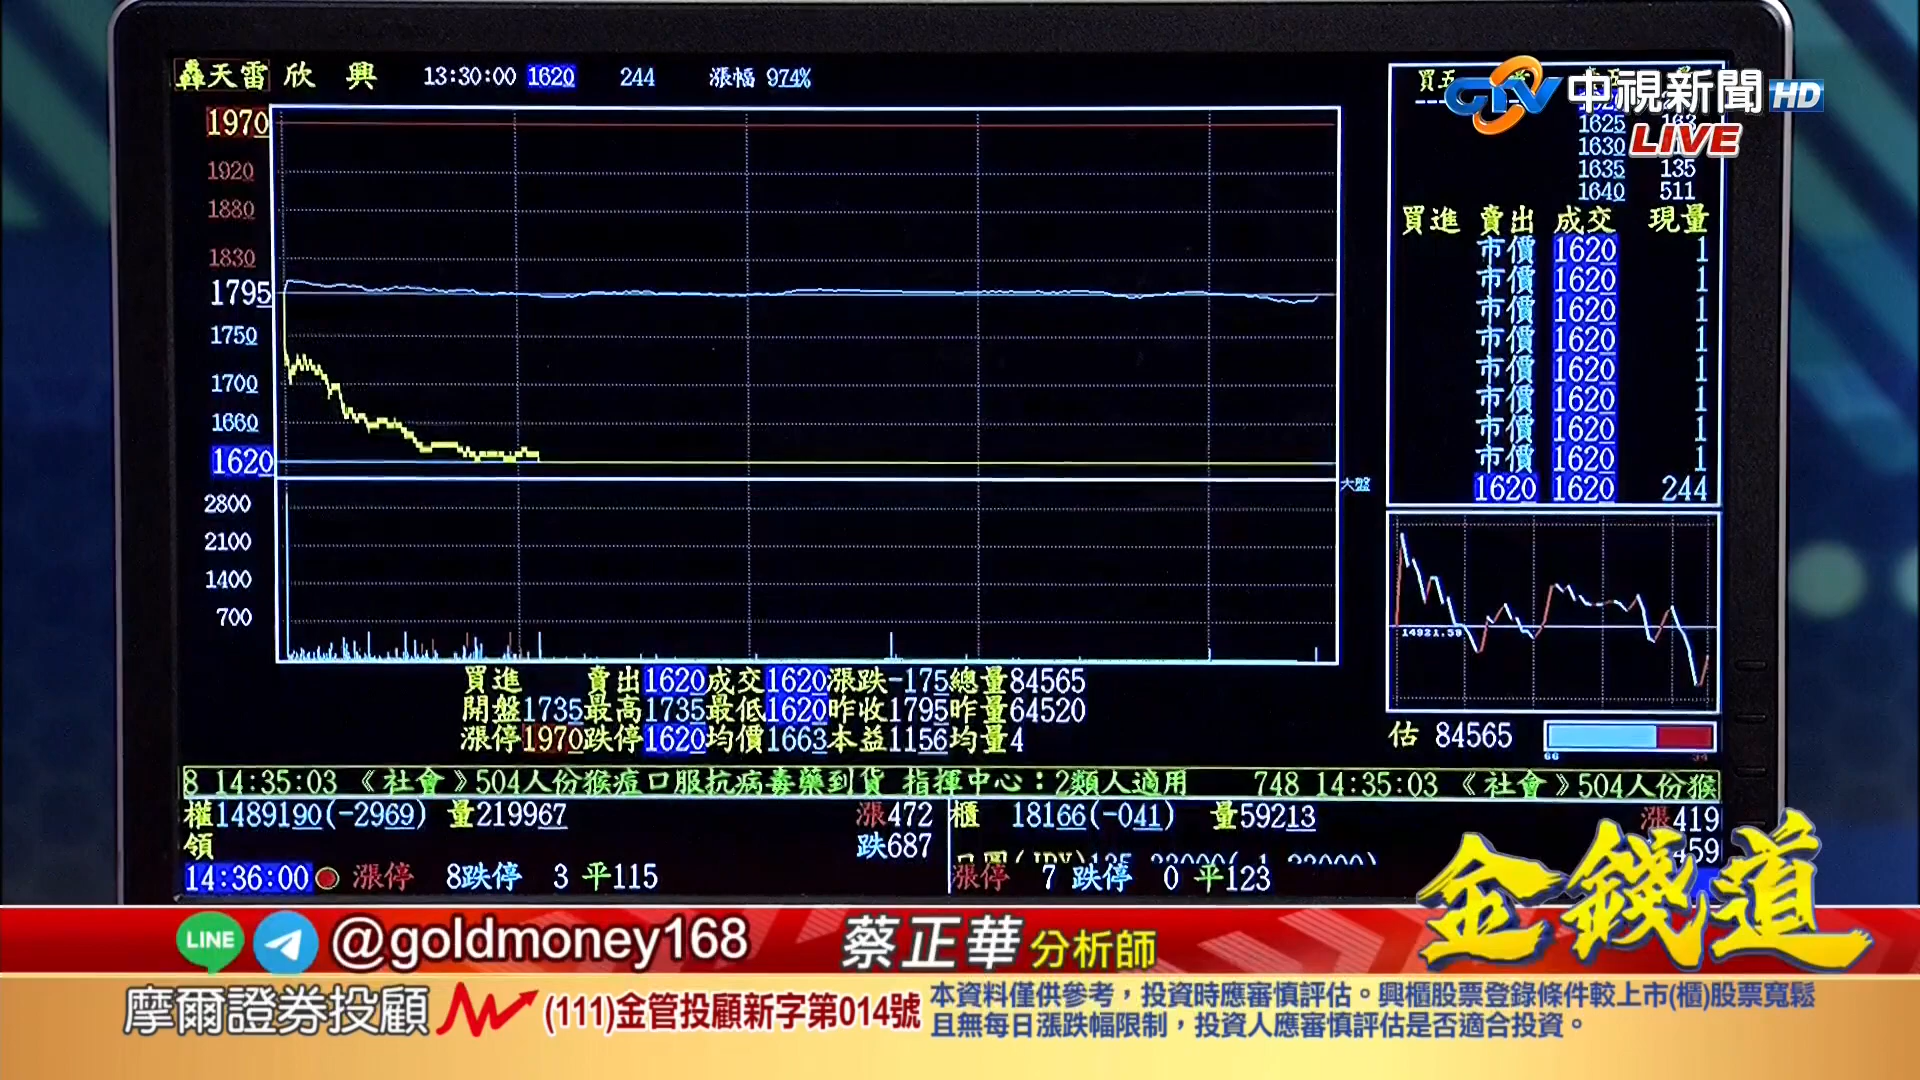 轟天雷 欣 興 13:30:00 1620 244 漲幅 974%
中視新聞 HD
LIVE
1970
1920
1880
1830
1795
1750
1700
1660
1620
2800
2100
1400
700
大盤
1625
1630
1635 135
1640 511
買進 賣出 成交 現量
市價 1620 1
市價 1620 1
市價 1620 1
市價 1620 1
市價 1620 1
市價 1620 1
市價 1620 1
市價 1620 1
1620 1620 244
14921.59
估 84565
買進 賣出1620成交1620漲跌-175總量84565
開盤1735最高1735最低1620昨收1795昨量64520
漲停1970跌停1620均價1663本益1156均量4
8 14:35:03 《社會》504人份猴痘口服抗病毒藥到貨 指揮中心：2類人適用 748 14:35:03 《社會》504人份猴
權1489190(-2969) 量219967 漲472
領 跌687
14:36:00 漲停 8跌停 3 平115
櫃 18166(-041) 量59213 漲419
459
漲停 7 跌停 0 平123
金錢道
LINE @goldmoney168 蔡正華 分析師
摩爾證券投顧 (111)金管投顧新字第014號
本資料僅供參考，投資時應審慎評估。興櫃股票登錄條件較上市(櫃)股票寬鬆
且無每日漲跌幅限制，投資人應審慎評估是否適合投資。